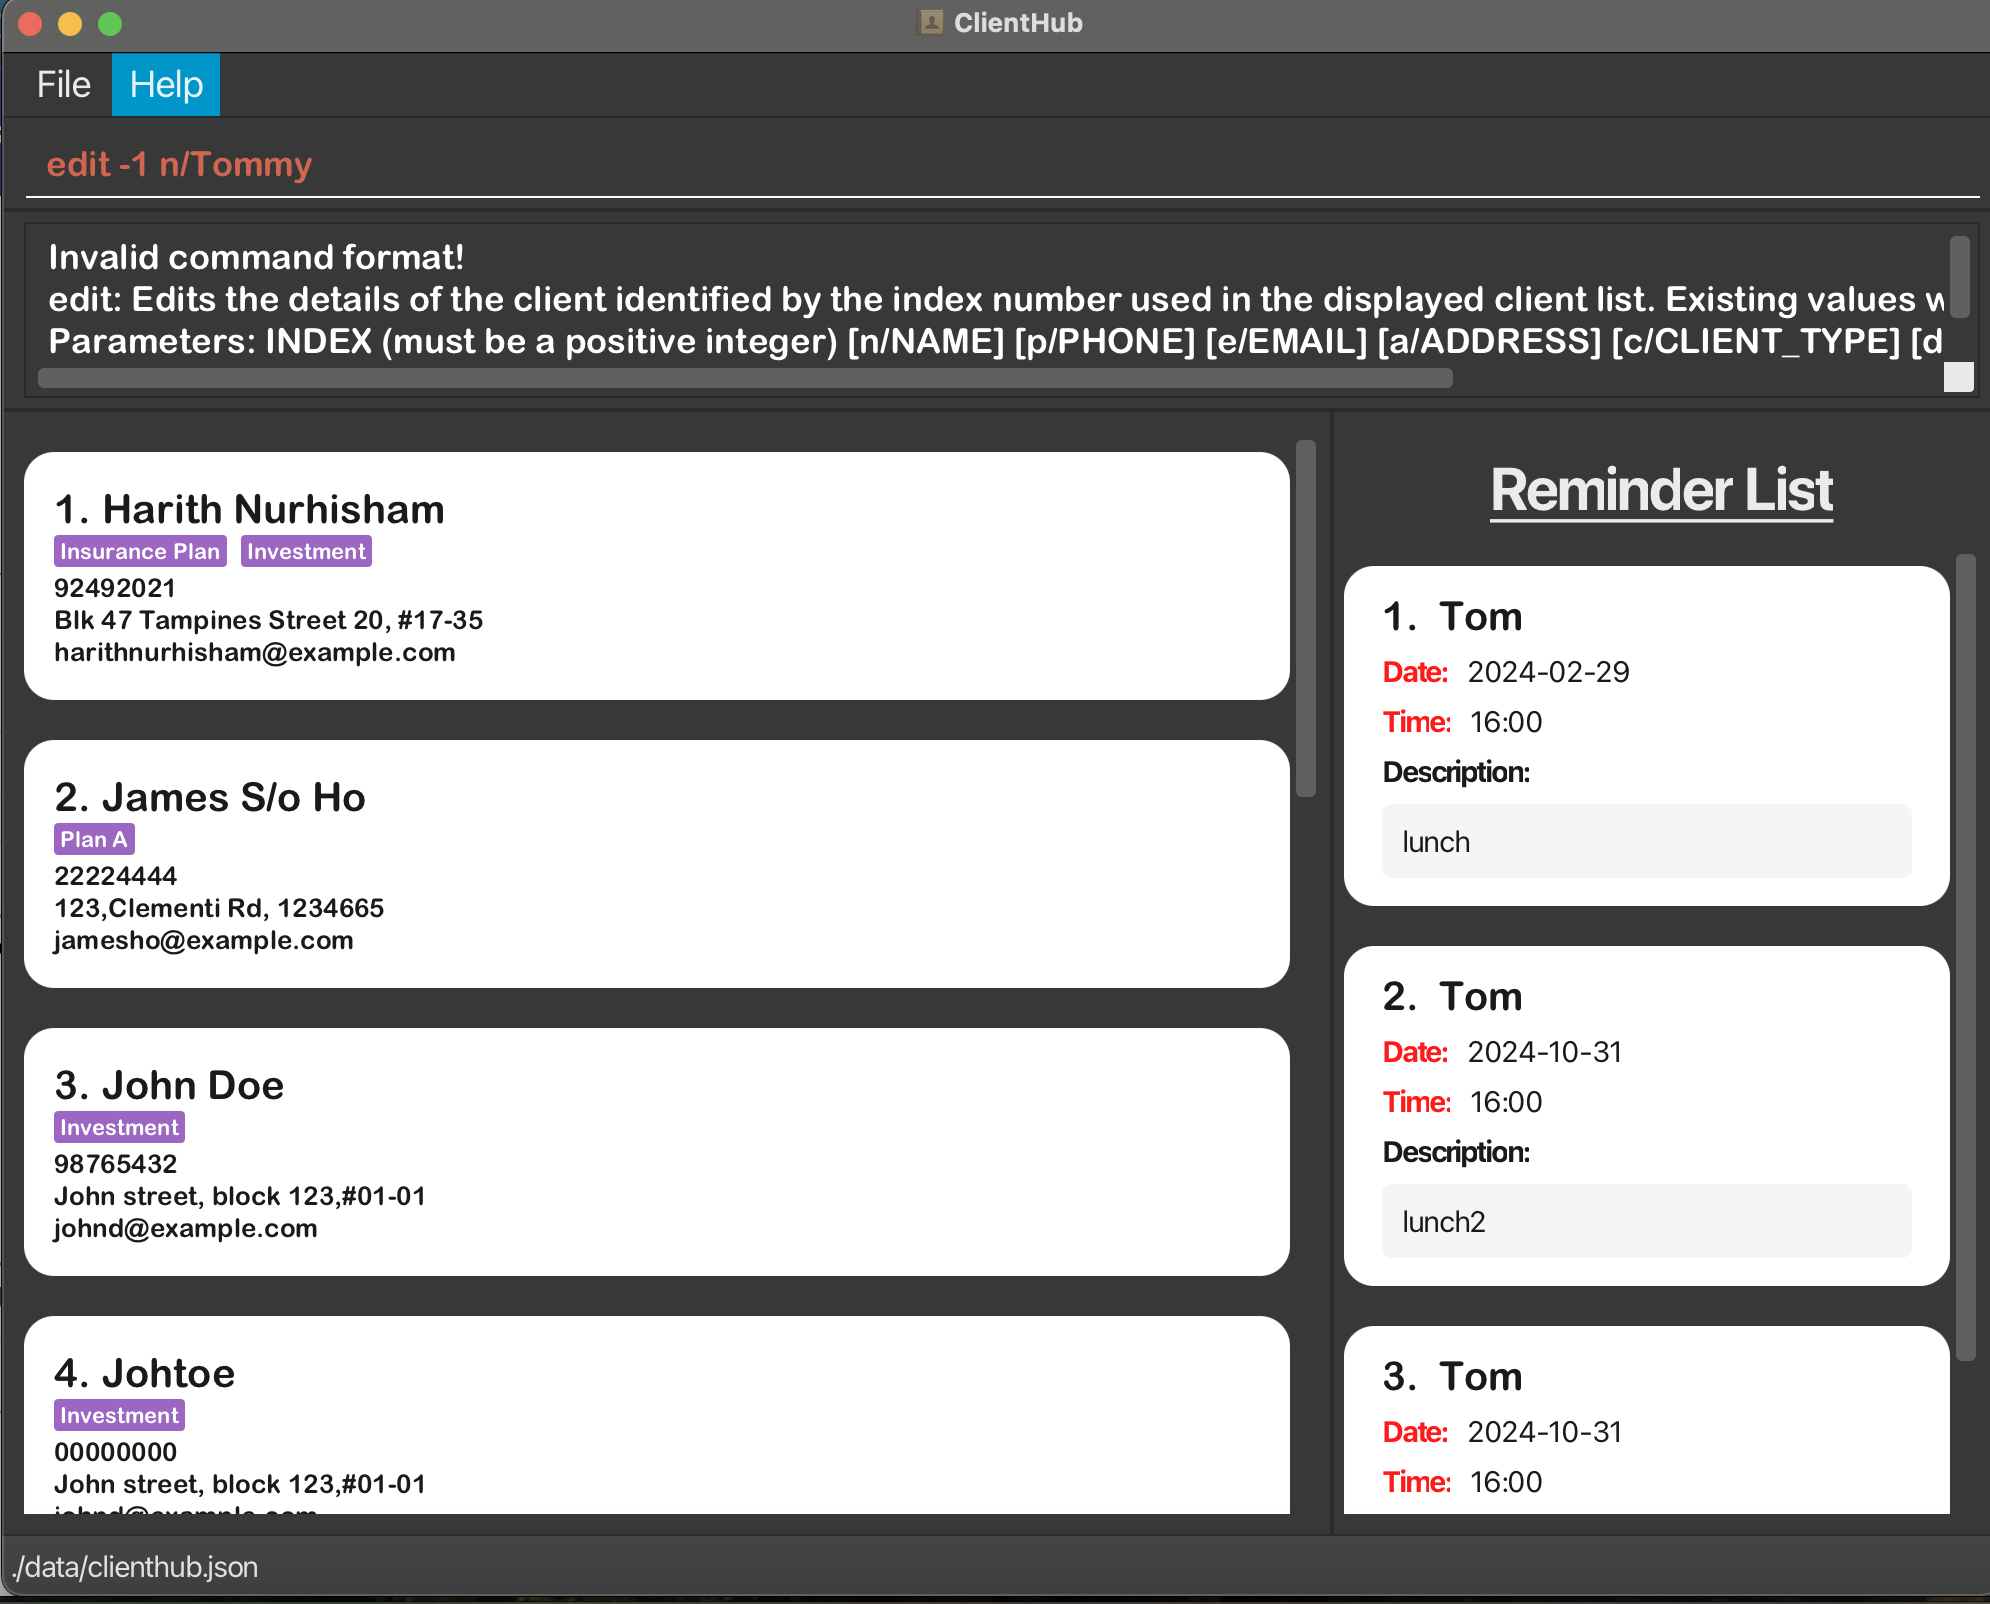 ClientHub
File Help
edit -1 n/Tommy
Invalid command format!
edit: Edits the details of the client identified by the index number used in the displayed client list. Existing values
Parameters: INDEX (must be a positive integer) [n/NAME] [p/PHONE] [e/EMAIL] [a/ADDRESS] [c/CLIENT_TYPE] [d
1. Harith Nurhisham
Insurance Plan Investment
92492021
Blk 47 Tampines Street 20, #17-35
harithnurhisham@example.com
2. James S/o Ho
Plan A
22224444
123,Clementi Rd, 1234665
jamesho@example.com
3. John Doe
Investment
98765432
John street, block 123,#01-01
johnd@example.com
4. Johtoe
Investment
00000000
John street, block 123,#01-01
Reminder List
1. Tom
Date: 2024-02-29
Time: 16:00
Description:
lunch
2. Tom
Date: 2024-10-31
Time: 16:00
Description:
lunch2
3. Tom
Date: 2024-10-31
Time: 16:00
./data/clienthub.json